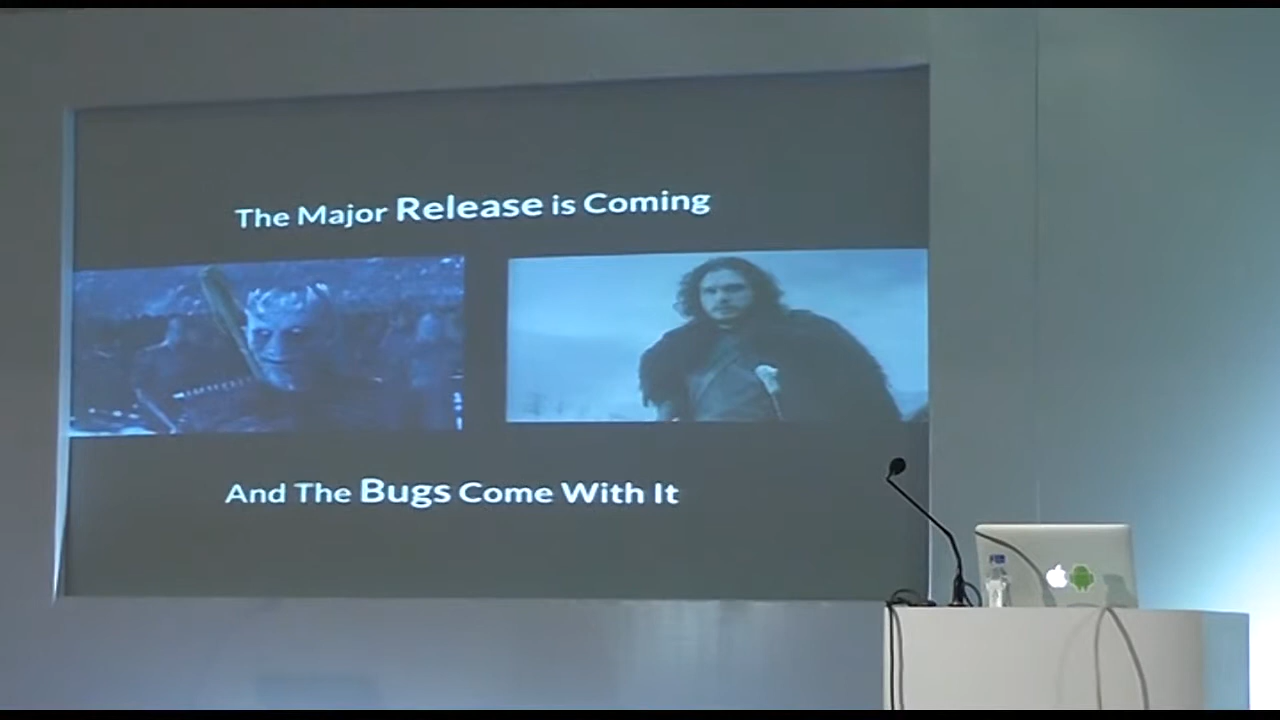 The Major Release is Coming
And The Bugs Come With It